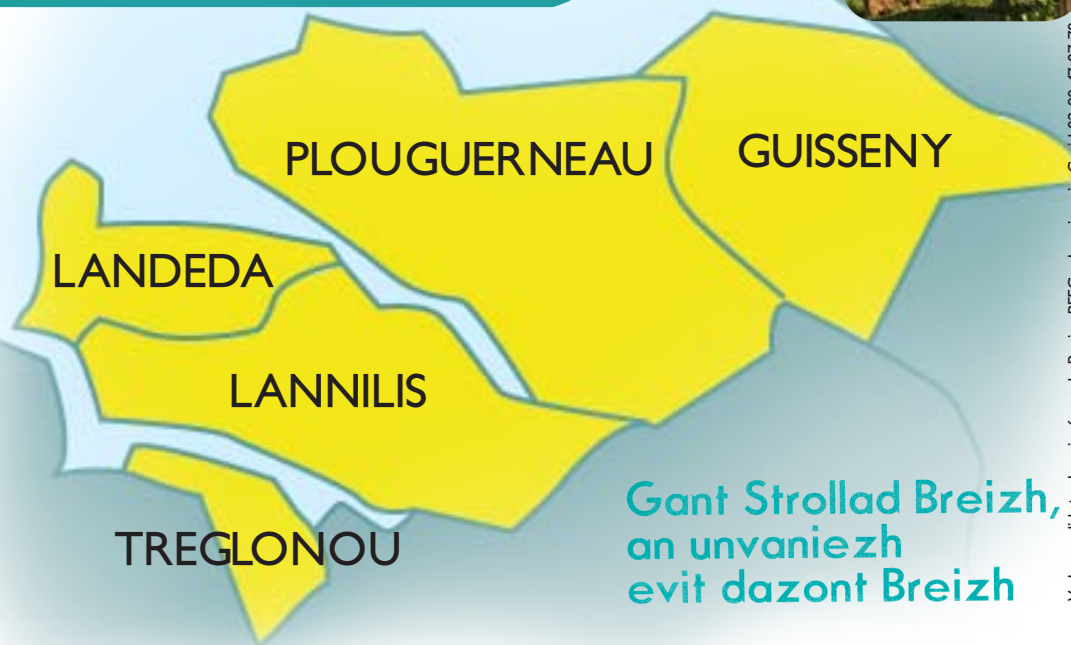 PLOUGUERNEAU
GUISSENY
LANDEDA
LANNILIS
TREGLONOU
Gant Strollad Breizh,
an unvaniezh
evit dazont Breizh